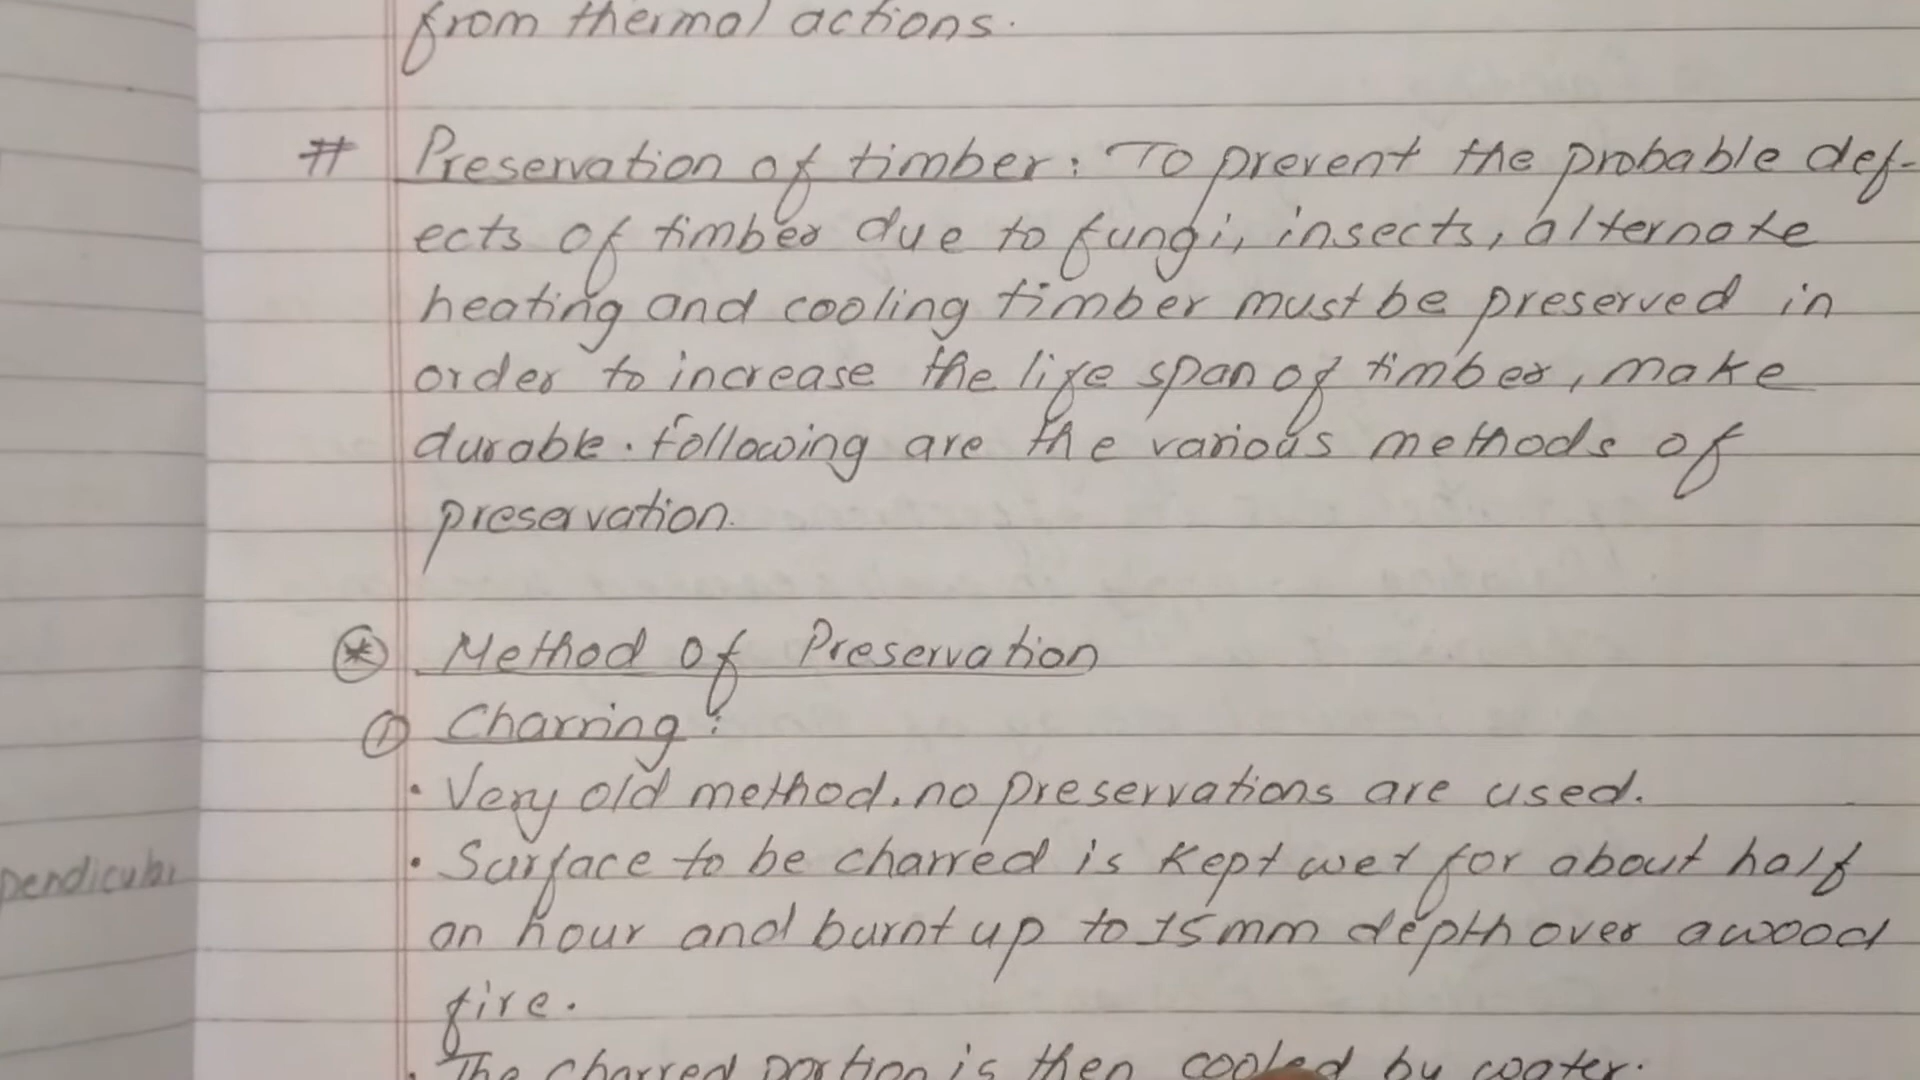 from thermal actions.
# Preservation of timber: To prevent the probable def-
ects of timber due to fungi, insects, alternate
heating and cooling timber must be preserved in
order to increase the life span of timber, make
durable. Following are the various methods of
preservation.
* Method of Preservation
① Charring:
• Very old method. no preservations are used.
• Surface to be charred is kept wet for about half
an hour and burnt up to 15mm depth over a wood
pendicular
fire.
• The charred portion is then cooled by water.